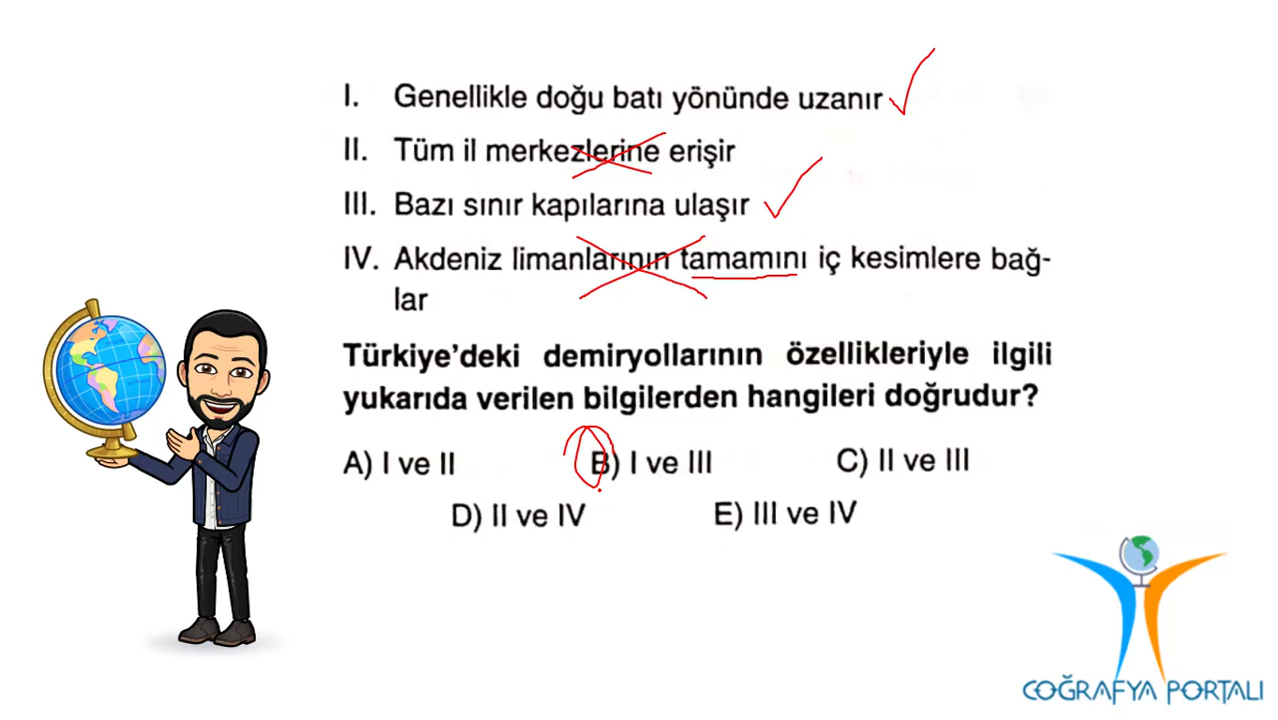 I. Genellikle doğu batı yönünde uzanır
II. Tüm il merkezlerine erişir
III. Bazı sınır kapılarına ulaşır
IV. Akdeniz limanlarının tamamını iç kesimlere bağ-
lar
Türkiye'deki demiryollarının özellikleriyle ilgili
yukarıda verilen bilgilerden hangileri doğrudur?
A) I ve II B) I ve III C) II ve III
D) II ve IV E) III ve IV
COĞRAFYA PORTALI